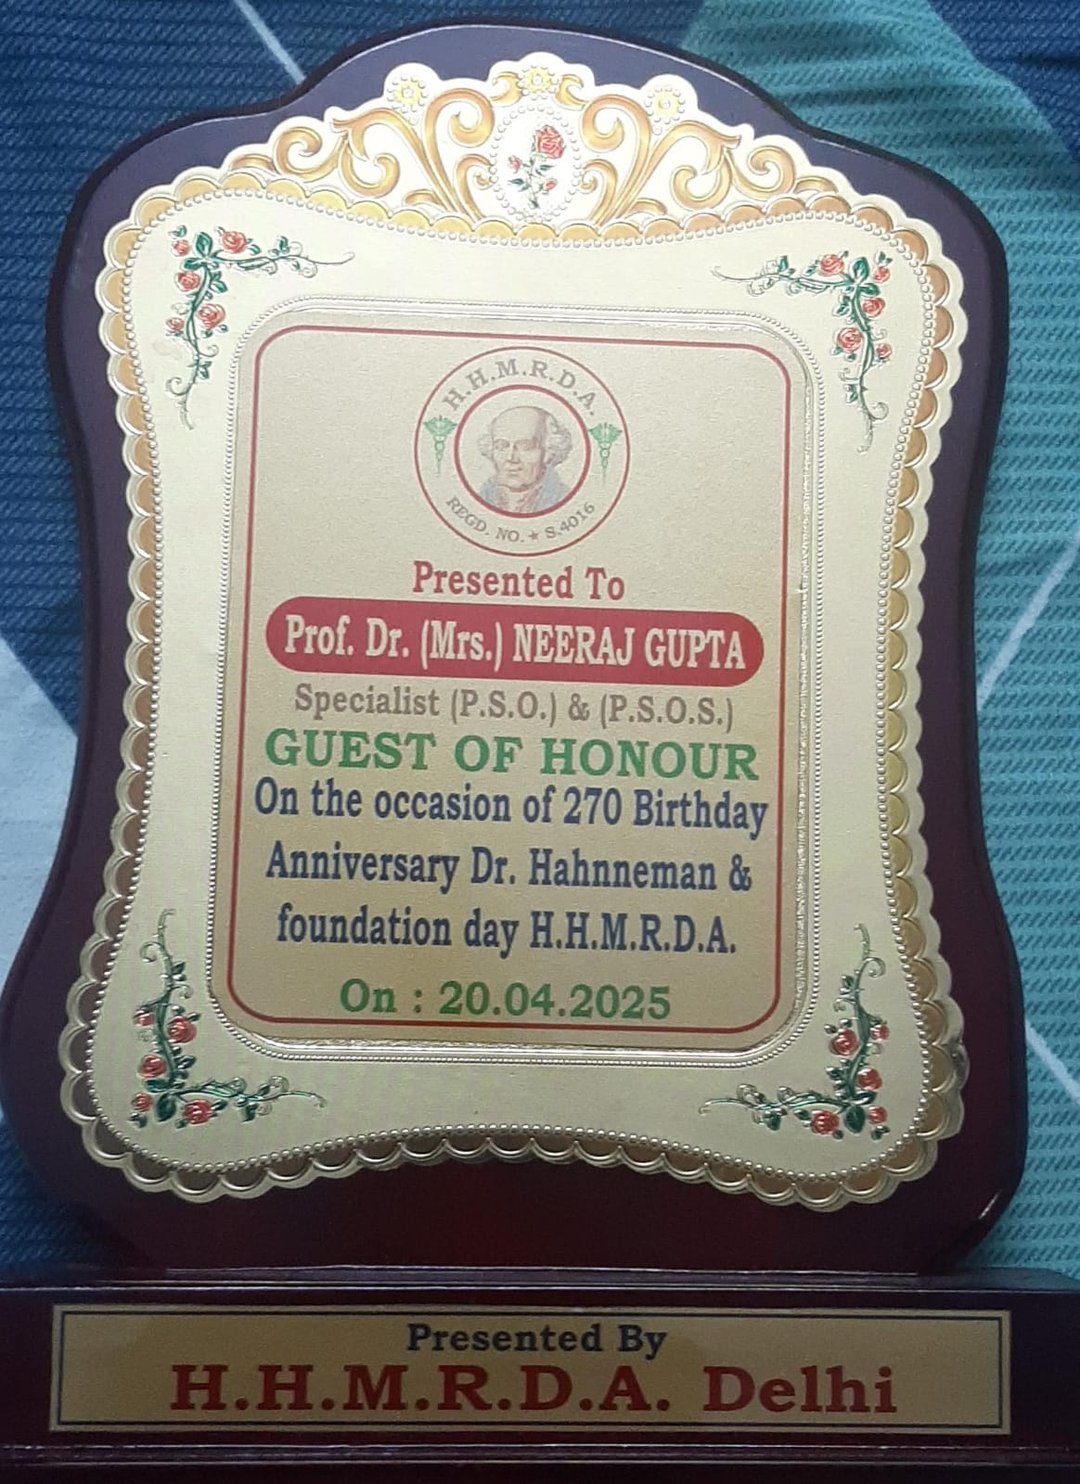 H.H.M.R.D.A.
REGD. NO. ★ S.4016
Presented To
Prof. Dr. (Mrs.) NEERAJ GUPTA
Specialist (P.S.O.) & (P.S.O.S.)
GUEST OF HONOUR
On the occasion of 270 Birthday
Anniversary Dr. Hahnneman &
foundation day H.H.M.R.D.A.
On : 20.04.2025
Presented By
H.H.M.R.D.A. Delhi